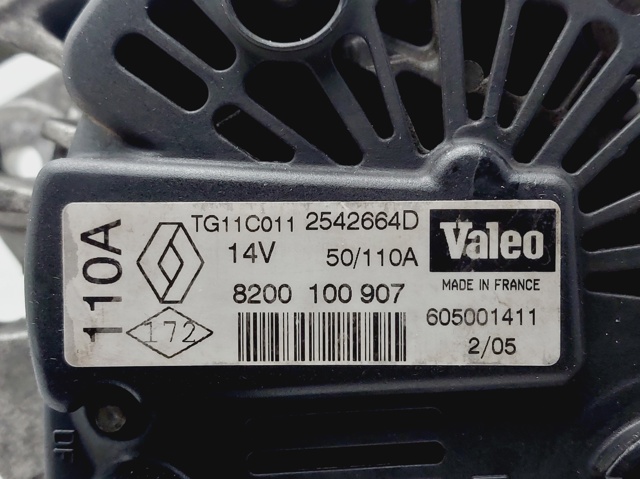 110A
TG11C011 2542664D
14V 50/110A
8200 100 907
172
Valeo
MADE IN FRANCE
605001411
2/05